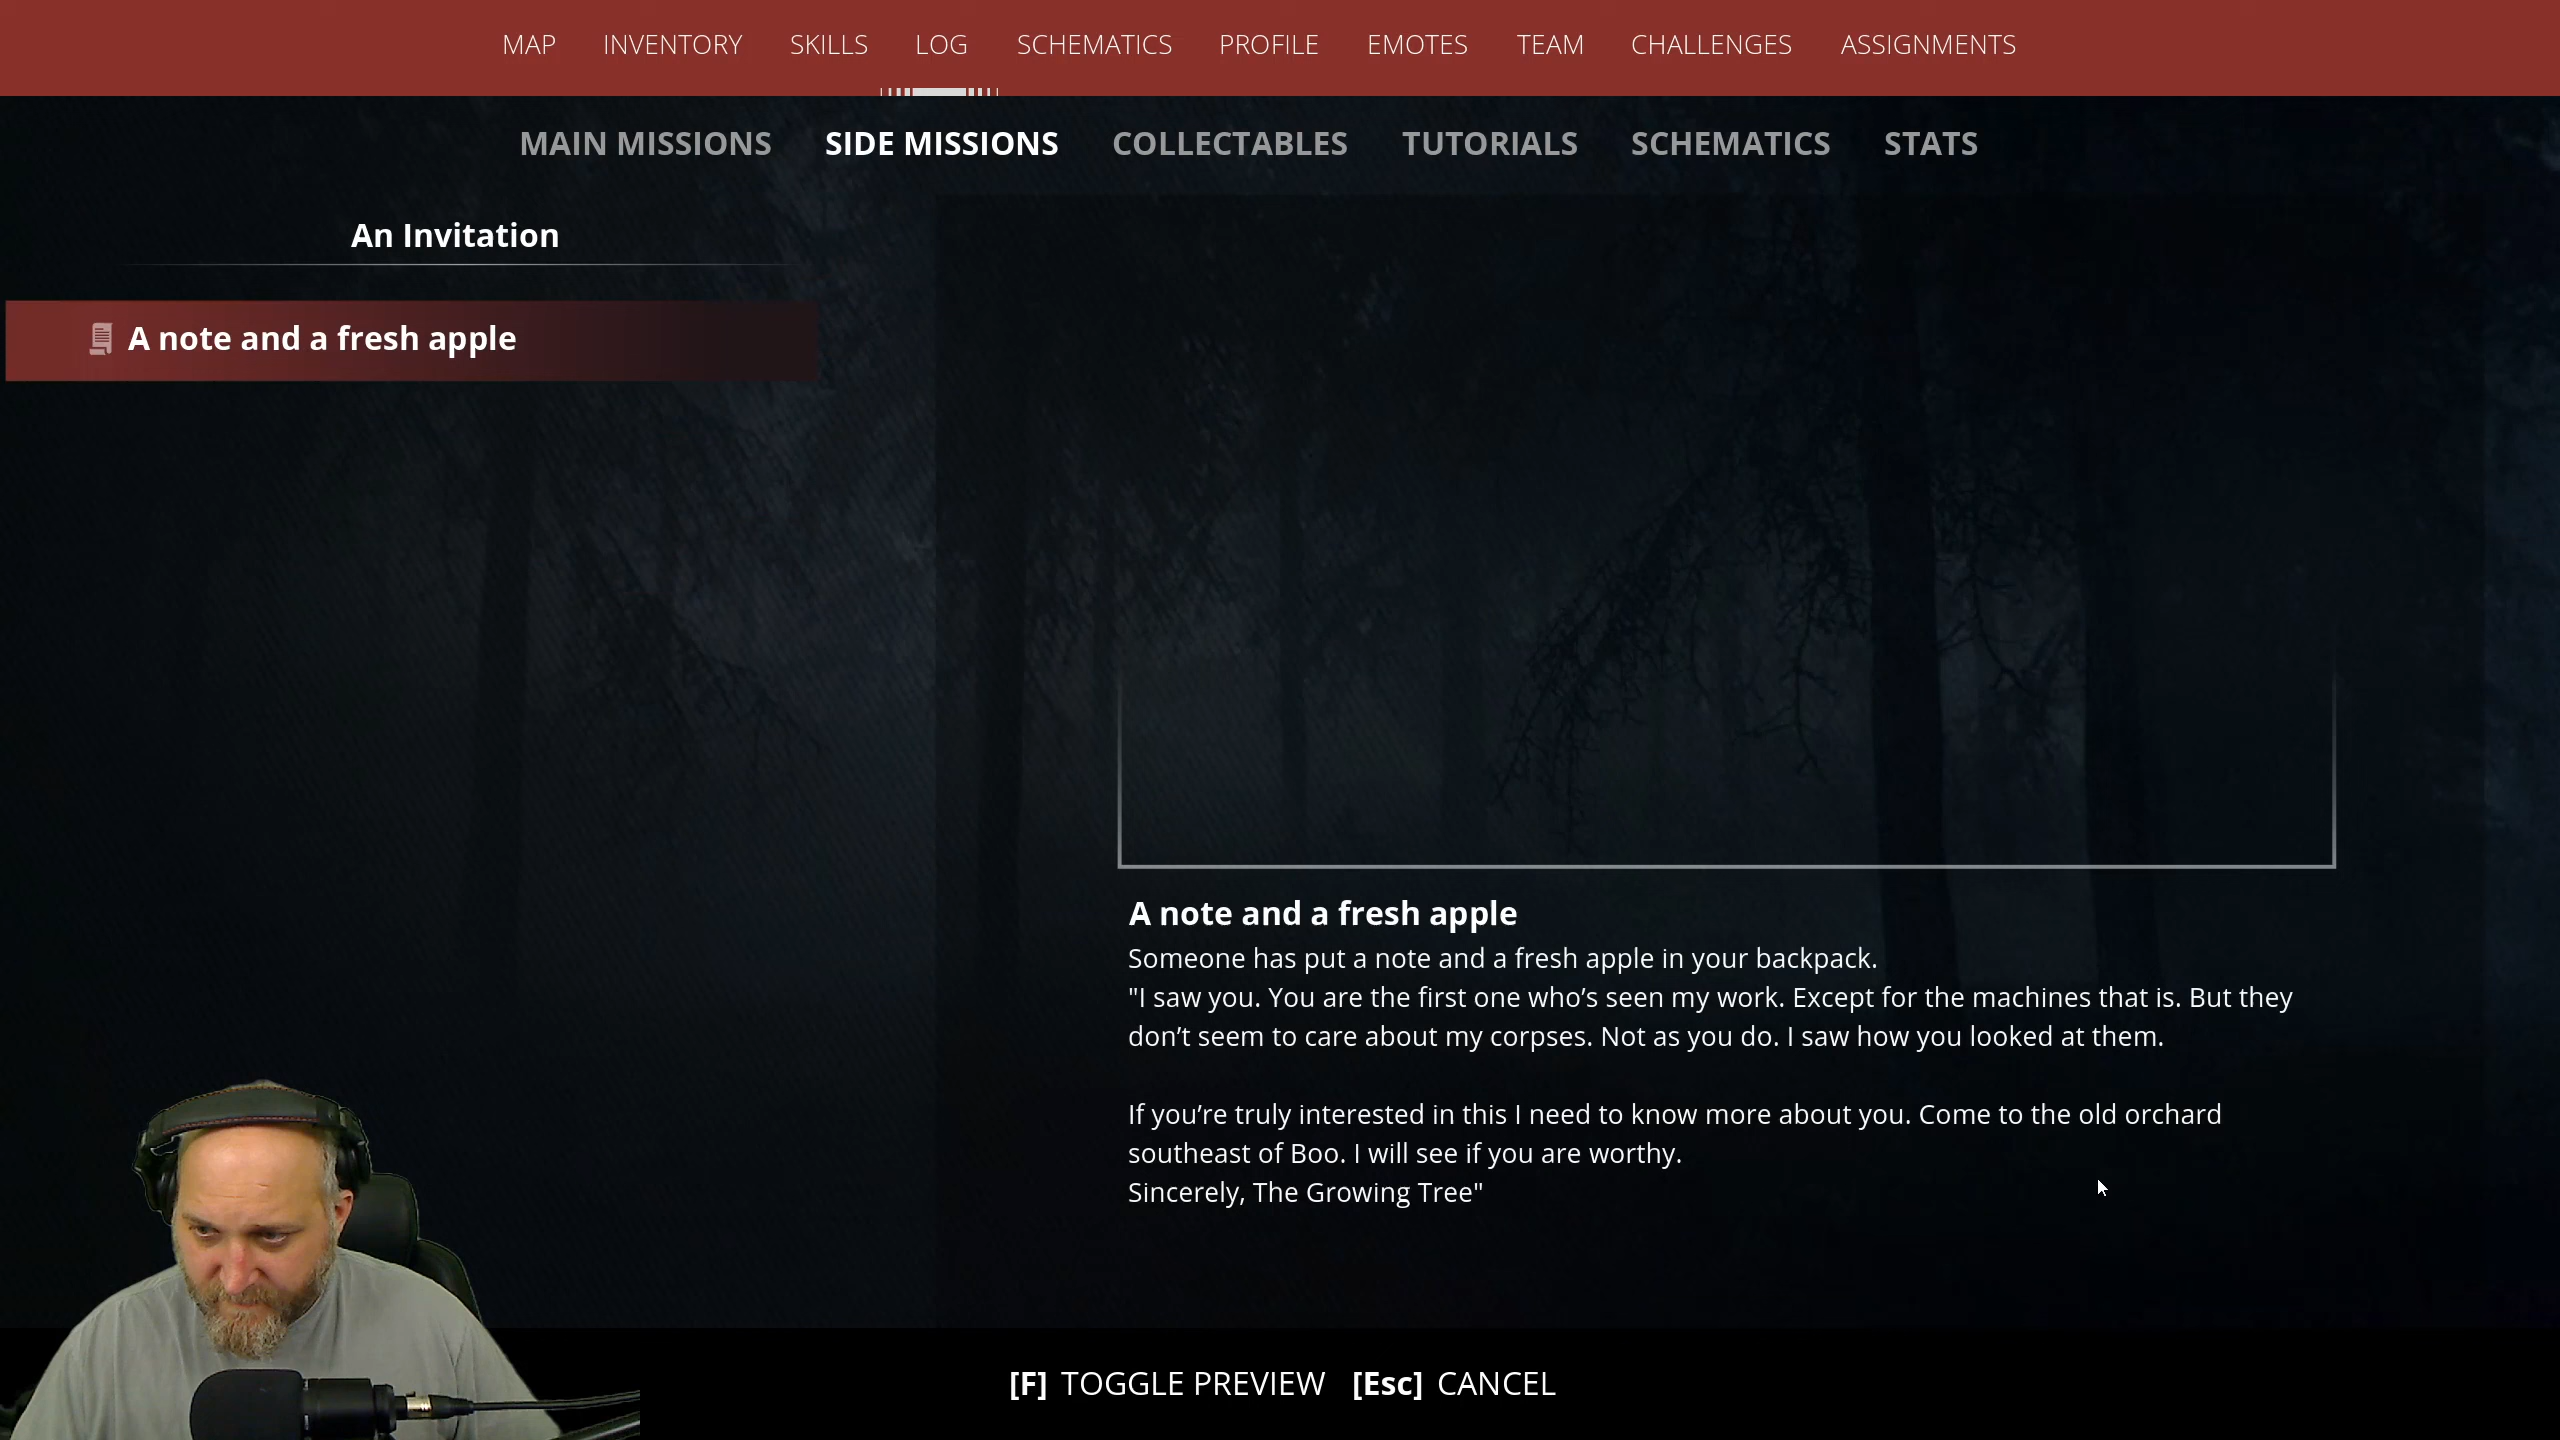 MAP INVENTORY SKILLS LOG SCHEMATICS PROFILE EMOTES TEAM CHALLENGES ASSIGNMENTS
MAIN MISSIONS SIDE MISSIONS COLLECTABLES TUTORIALS SCHEMATICS STATS
An Invitation
A note and a fresh apple
A note and a fresh apple
Someone has put a note and a fresh apple in your backpack.
"I saw you. You are the first one who’s seen my work. Except for the machines that is. But they
don’t seem to care about my corpses. Not as you do. I saw how you looked at them.
If you’re truly interested in this I need to know more about you. Come to the old orchard
southeast of Boo. I will see if you are worthy.
Sincerely, The Growing Tree"
[F] TOGGLE PREVIEW [Esc] CANCEL